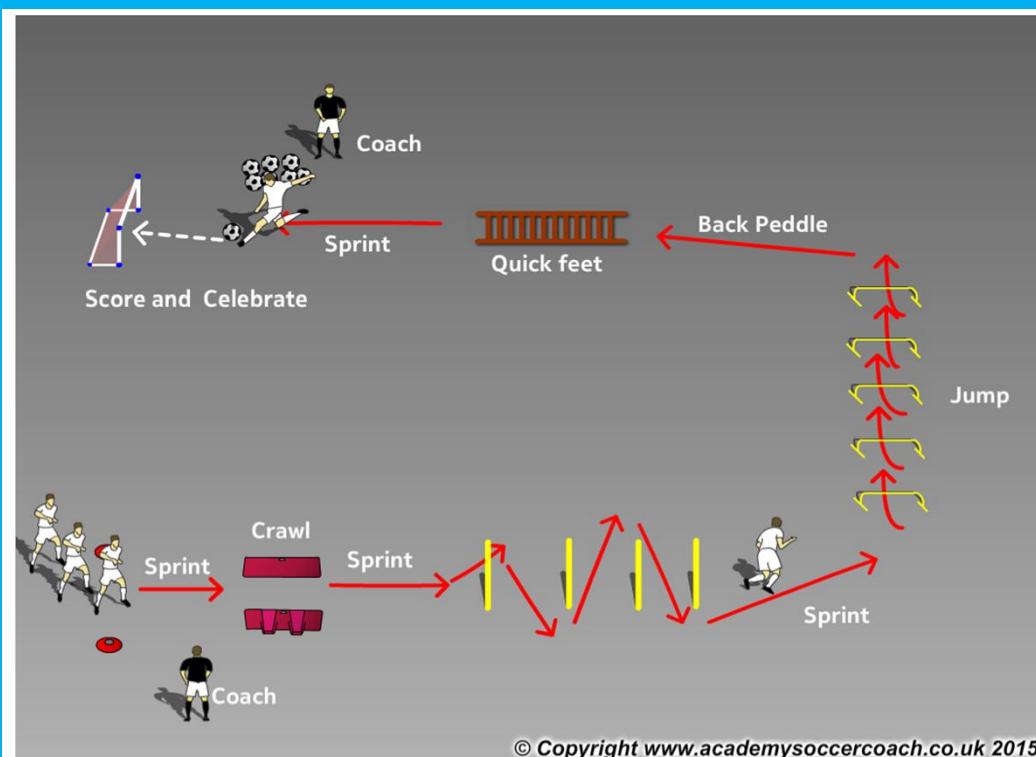 Coach
Back Peddle
Sprint
Quick feet
Score and  Celebrate
Jump
Crawl
Sprint
Sprint
Sprint
Coach
© Copyright www.academysoccercoach.co.uk 2015